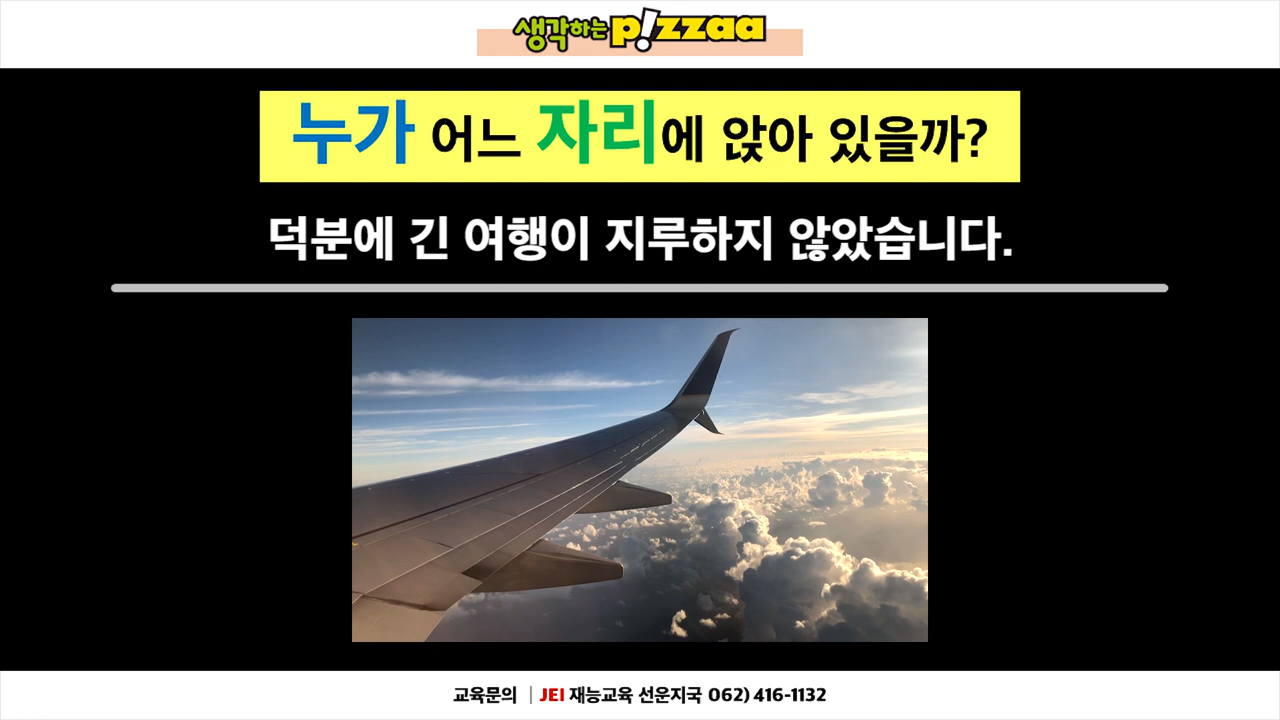 생각하는 p!zzaa
누가 어느 자리에 앉아 있을까?
덕분에 긴 여행이 지루하지 않았습니다.
교육문의 | JEI 재능교육 선운지국 062) 416-1132